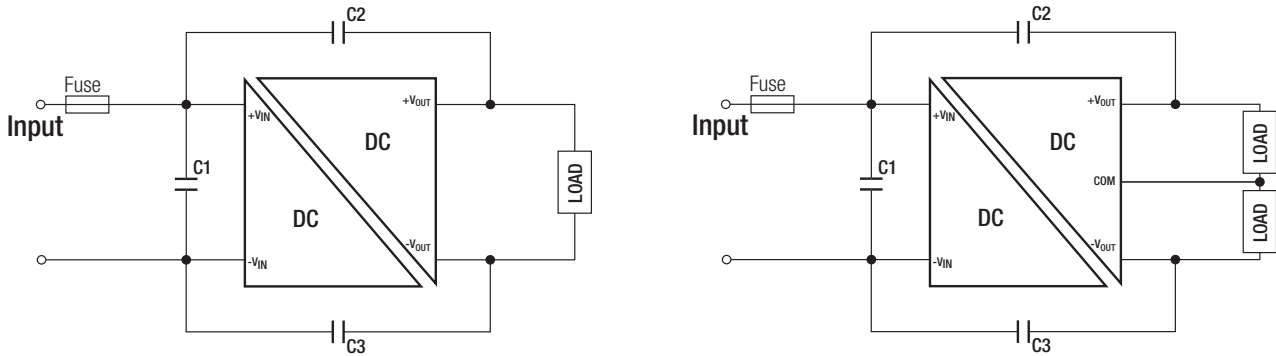 C2
Fuse
Input
+VIN
+VOUT
DC
C1
DC
LOAD
-VOUT
-VIN
C3
C2
Fuse
Input
+VIN
+VOUT
DC
LOAD
C1
COM
DC
LOAD
-VOUT
-VIN
C3